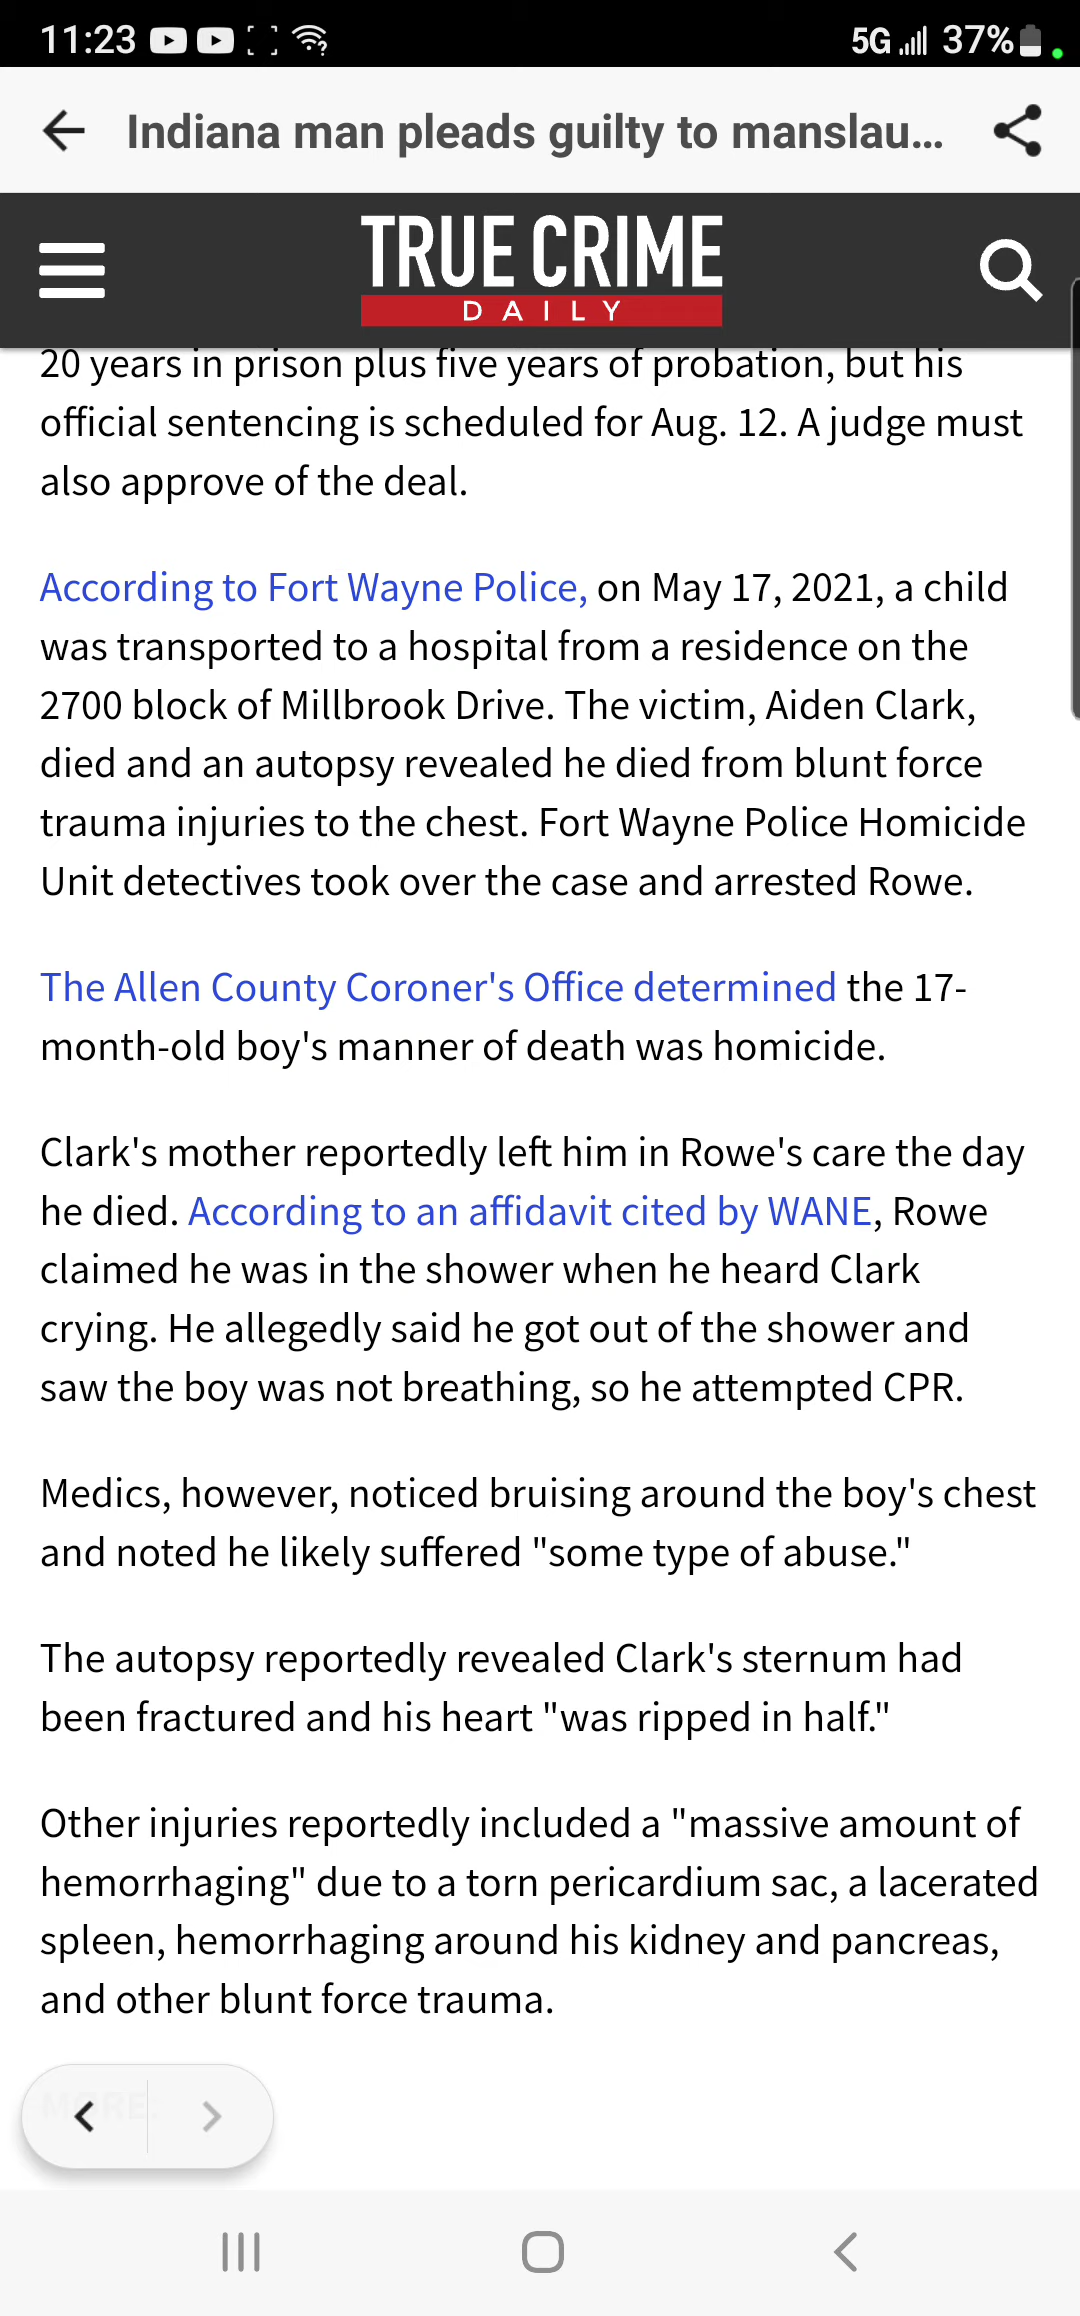 11:23
5G 37%
Indiana man pleads guilty to manslau...
TRUE CRIME
DAILY
20 years in prison plus five years of probation, but his
official sentencing is scheduled for Aug. 12. A judge must
also approve of the deal.
According to Fort Wayne Police, on May 17, 2021, a child
was transported to a hospital from a residence on the
2700 block of Millbrook Drive. The victim, Aiden Clark,
died and an autopsy revealed he died from blunt force
trauma injuries to the chest. Fort Wayne Police Homicide
Unit detectives took over the case and arrested Rowe.
The Allen County Coroner's Office determined the 17-
month-old boy's manner of death was homicide.
Clark's mother reportedly left him in Rowe's care the day
he died. According to an affidavit cited by WANE, Rowe
claimed he was in the shower when he heard Clark
crying. He allegedly said he got out of the shower and
saw the boy was not breathing, so he attempted CPR.
Medics, however, noticed bruising around the boy's chest
and noted he likely suffered "some type of abuse."
The autopsy reportedly revealed Clark's sternum had
been fractured and his heart "was ripped in half."
Other injuries reportedly included a "massive amount of
hemorrhaging" due to a torn pericardium sac, a lacerated
spleen, hemorrhaging around his kidney and pancreas,
and other blunt force trauma.